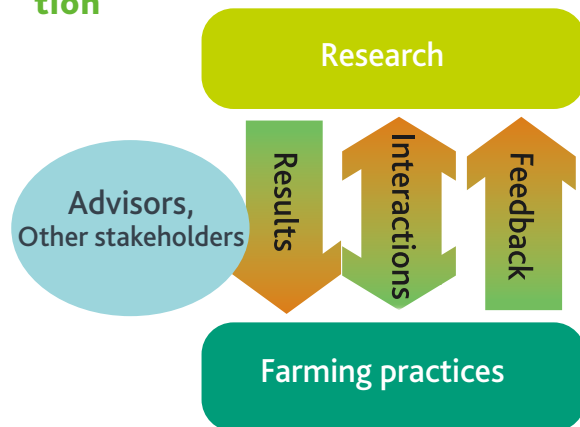 tion
Research
Results
Interactions
Feedback
Advisors,
Other stakeholders
Farming practices